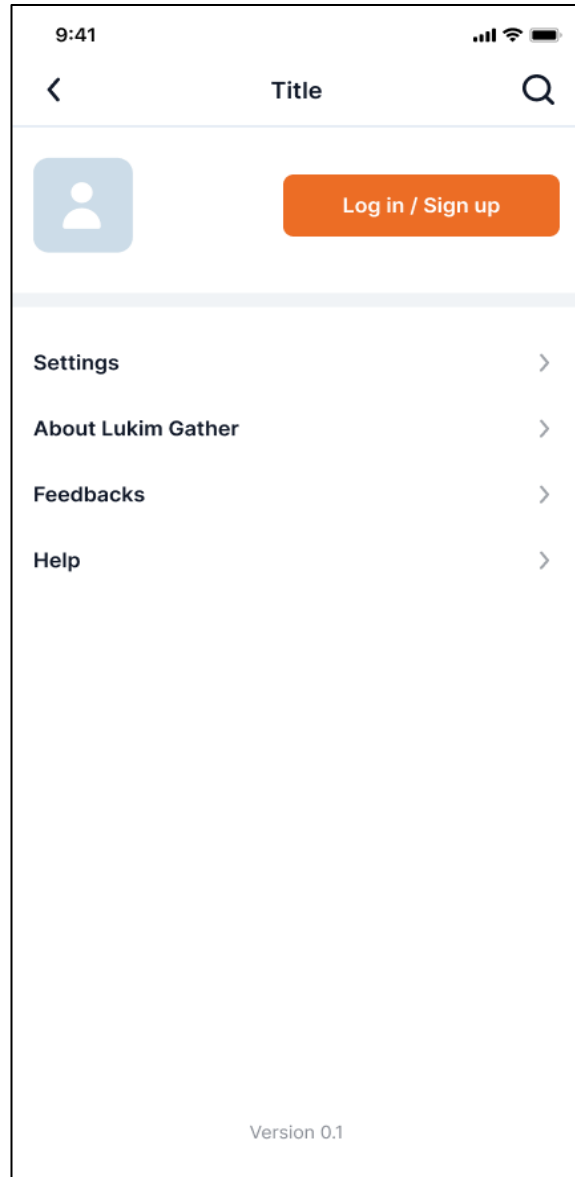 9:41
Title
Log in / Sign up
Settings
About Lukim Gather
Feedbacks
Help
Version 0.1